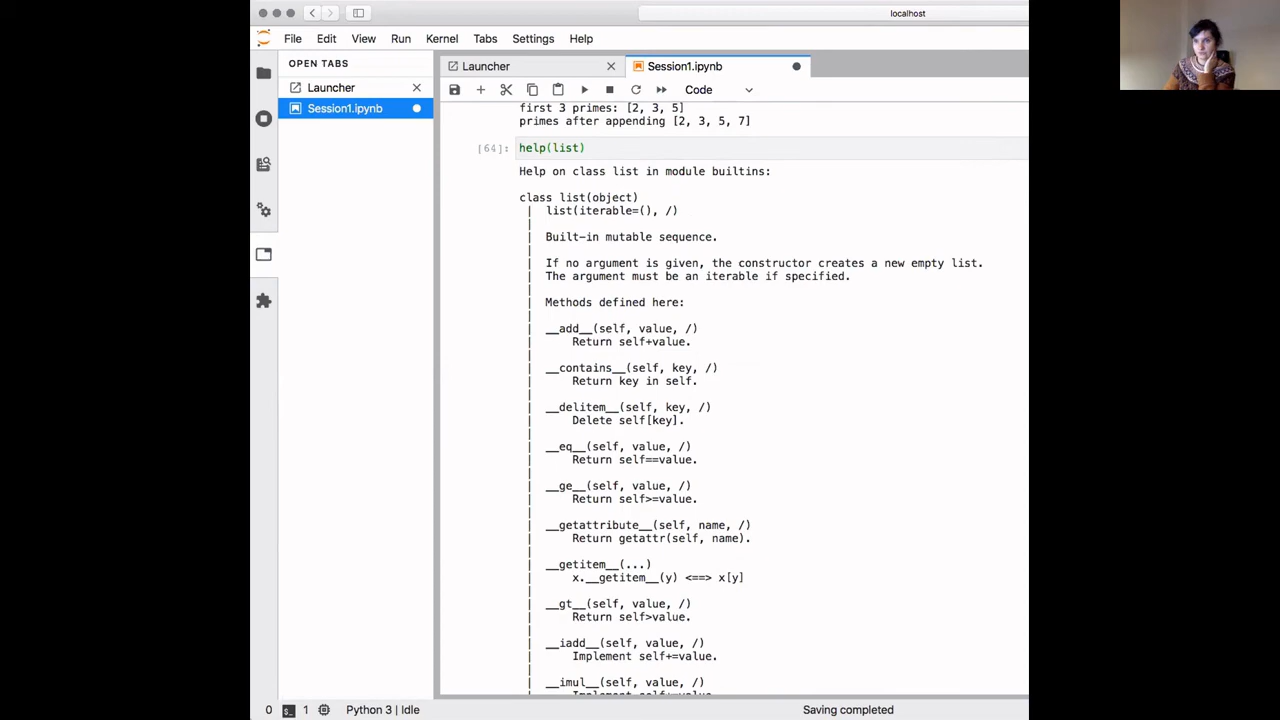 localhost
File Edit View Run Kernel Tabs Settings Help
OPEN TABS
Launcher
Session1.ipynb
Launcher
Session1.ipynb
Code
first 3 primes: [2, 3, 5]
primes after appending [2, 3, 5, 7]
[64]: help(list)
Help on class list in module builtins:
class list(object)
| list(iterable=(), /)
|
| Built-in mutable sequence.
|
| If no argument is given, the constructor creates a new empty list.
| The argument must be an iterable if specified.
|
| Methods defined here:
|
| __add__(self, value, /)
| Return self+value.
|
| __contains__(self, key, /)
| Return key in self.
|
| __delitem__(self, key, /)
| Delete self[key].
|
| __eq__(self, value, /)
| Return self==value.
|
| __ge__(self, value, /)
| Return self>=value.
|
| __getattribute__(self, name, /)
| Return getattr(self, name).
|
| __getitem__(...)
| x.__getitem__(y) <==> x[y]
|
| __gt__(self, value, /)
| Return self>value.
|
| __iadd__(self, value, /)
| Implement self+=value.
|
| __imul__(self, value, /)
0 $_ 1 Python 3 | Idle Saving completed